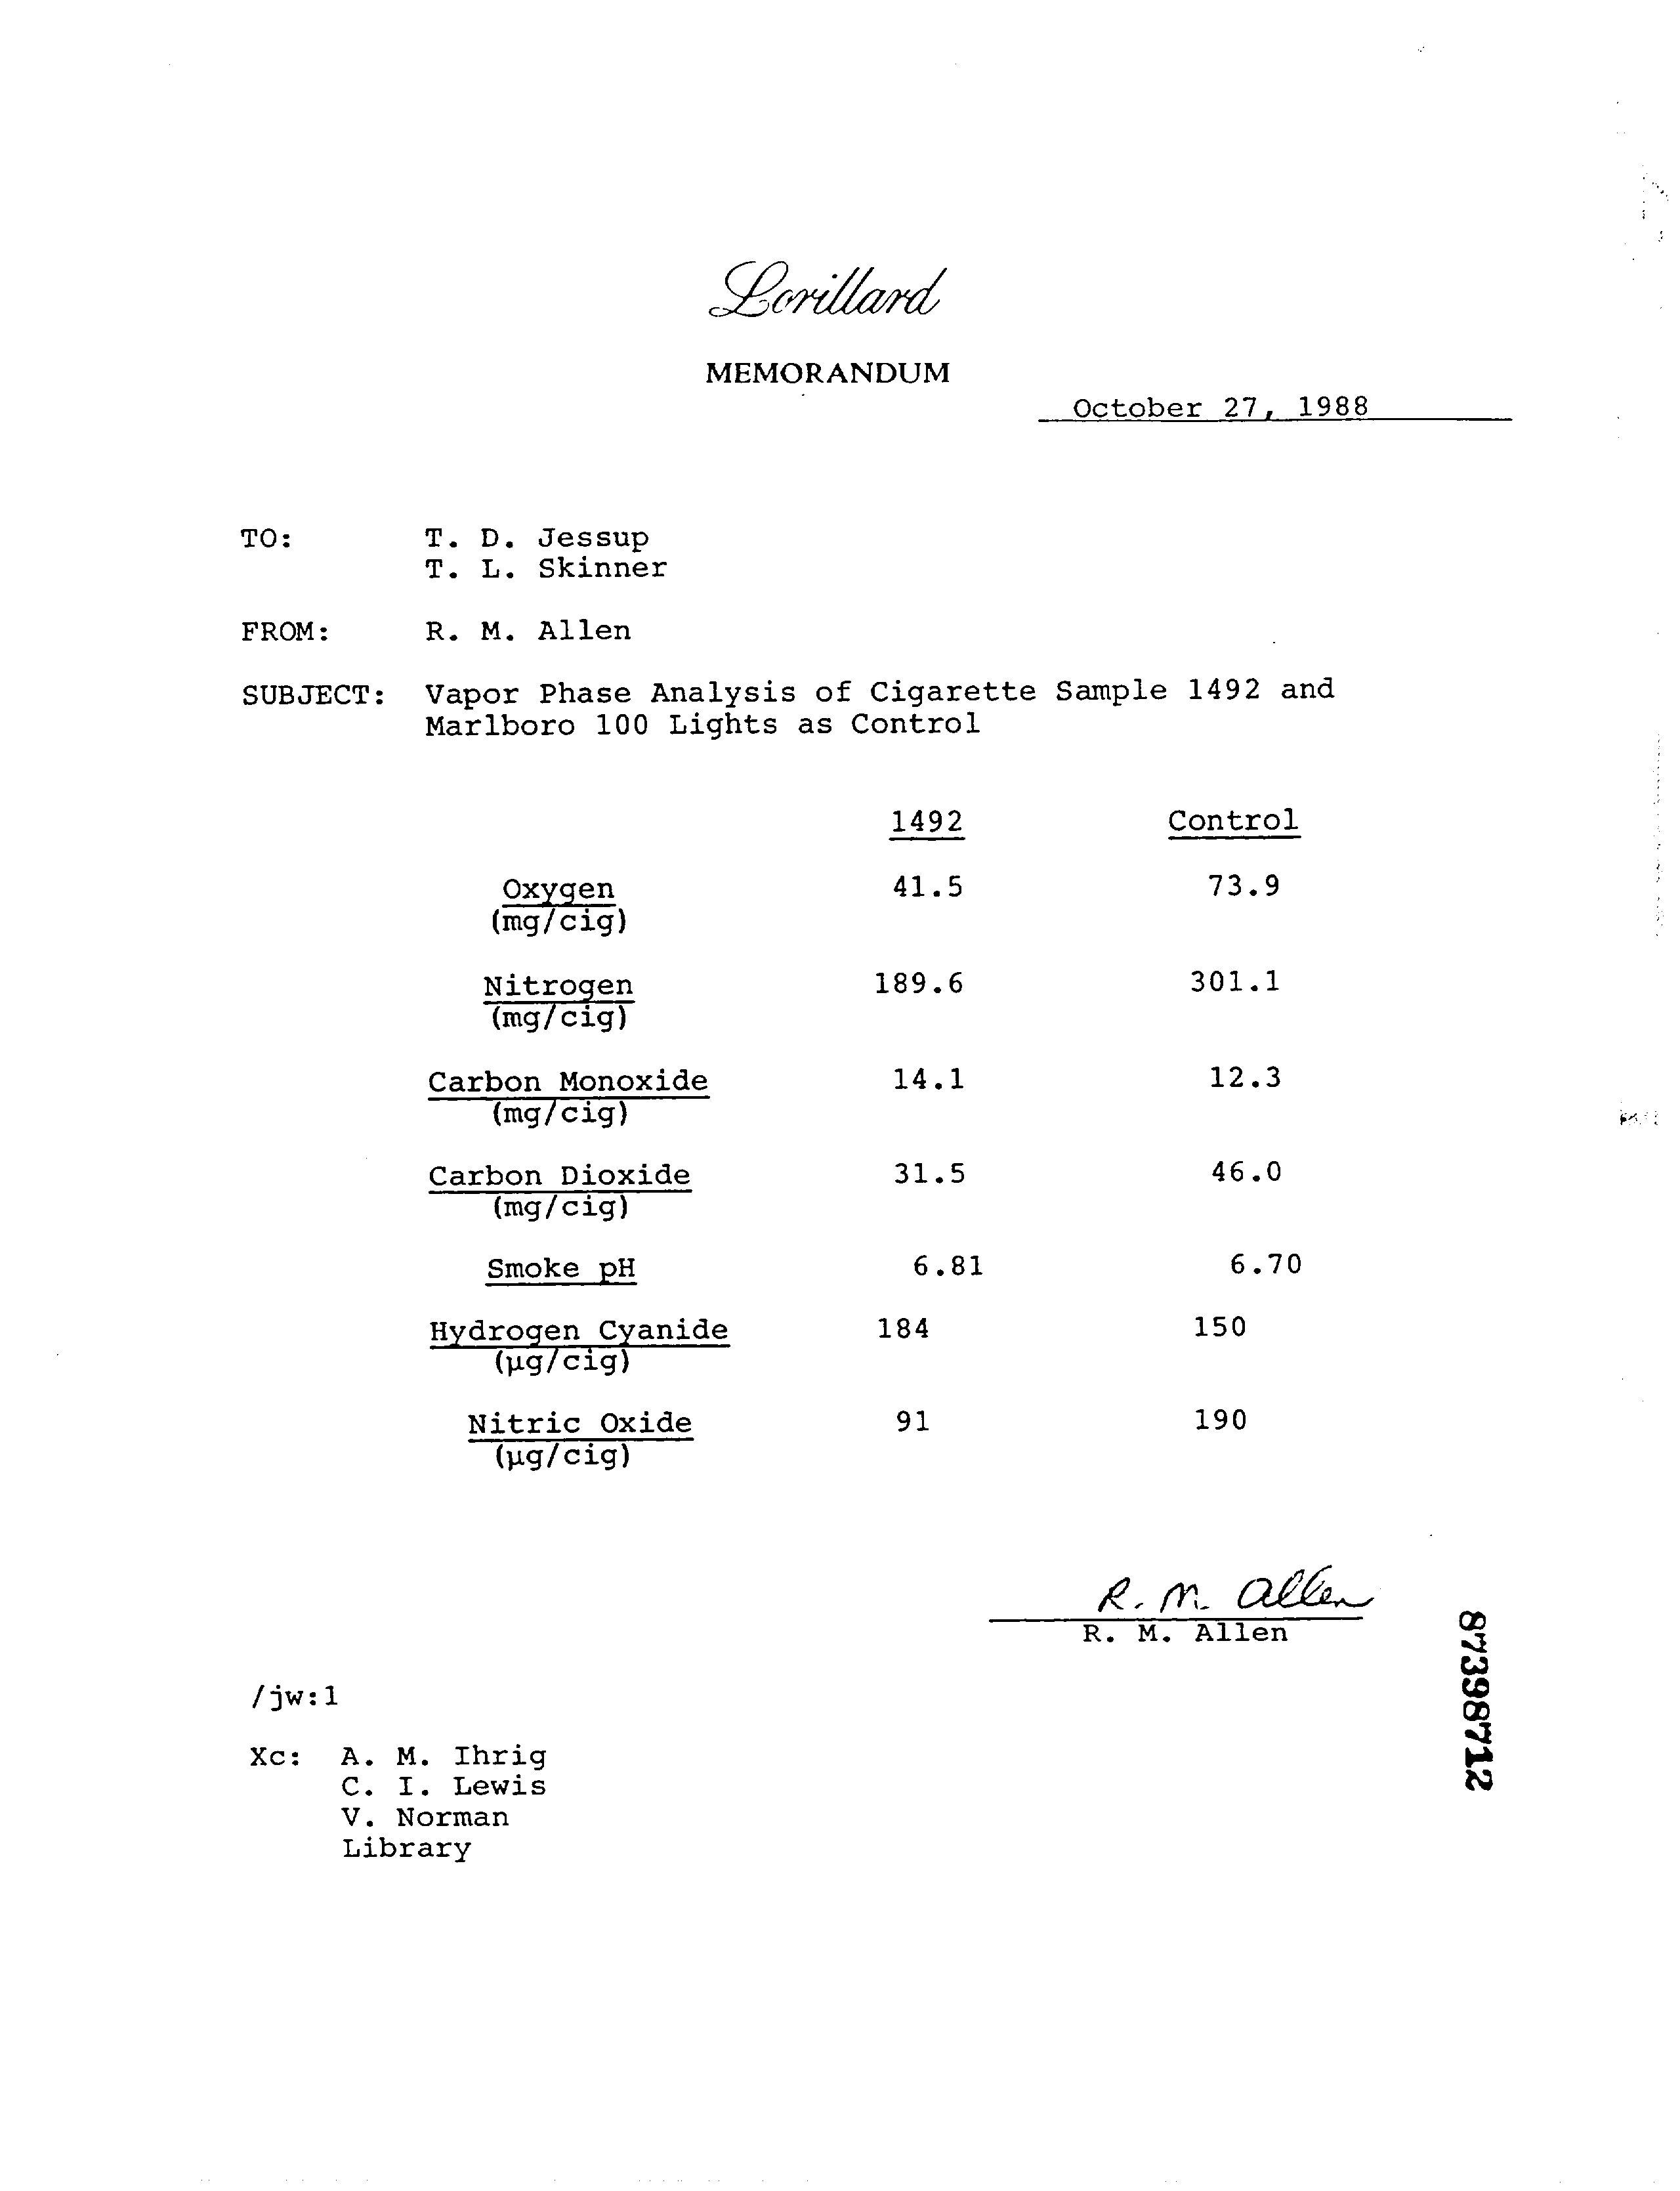 Lorillard
MEMORANDUM
October 27, 1988
TO: T. D. Jessup
T. L. Skinner
FROM: R. M. Allen
SUBJECT: Vapor Phase Analysis of Cigarette Sample 1492 and
Marlboro 100 Lights as Control
1492 Control
Oxygen 41.5 73.9
(mg/cig)
Nitrogen 189.6 301.1
(mg/cig)
Carbon Monoxide 14.1 12.3
(mg/cig)
Carbon Dioxide 31.5 46.0
(mg/cig)
Smoke pH 6.81 6.70
Hydrogen Cyanide 184 150
(µg/cig)
Nitric Oxide 91 190
(µg/cig)
R. M. Allen
R. M. Allen
/jw:1
Xc: A. M. Ihrig
C. I. Lewis
V. Norman
Library
87398712